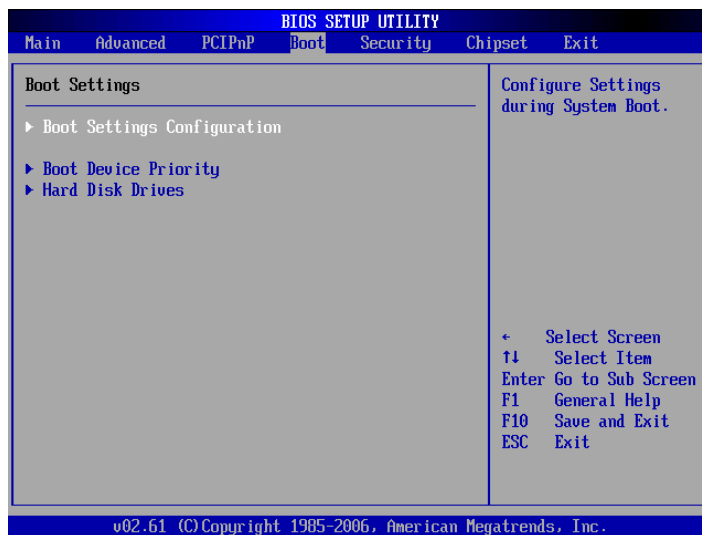 BIOS SETUP UTILITY
Main Advanced PCIPnP Boot Security Chipset Exit
Boot Settings
▶ Boot Settings Configuration
▶ Boot Device Priority
▶ Hard Disk Drives
Configure Settings
during System Boot.
← Select Screen
↑↓ Select Item
Enter Go to Sub Screen
F1 General Help
F10 Save and Exit
ESC Exit
v02.61 (C)Copyright 1985-2006, American Megatrends, Inc.